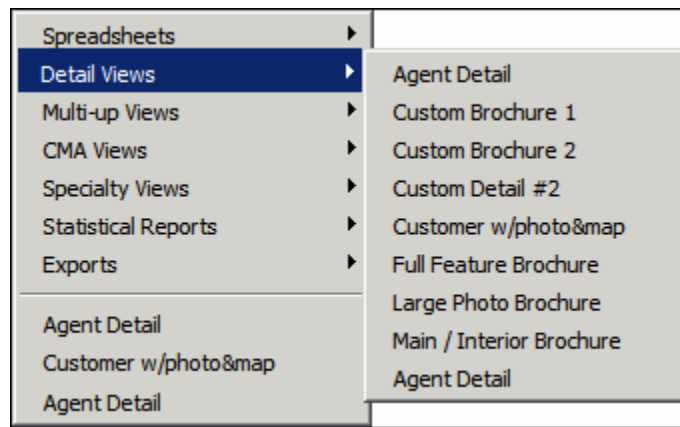 Spreadsheets
Detail Views
Multi-up Views
CMA Views
Specialty Views
Statistical Reports
Exports
Agent Detail
Customer w/photo&map
Agent Detail
Agent Detail
Custom Brochure 1
Custom Brochure 2
Custom Detail #2
Customer w/photo&map
Full Feature Brochure
Large Photo Brochure
Main / Interior Brochure
Agent Detail